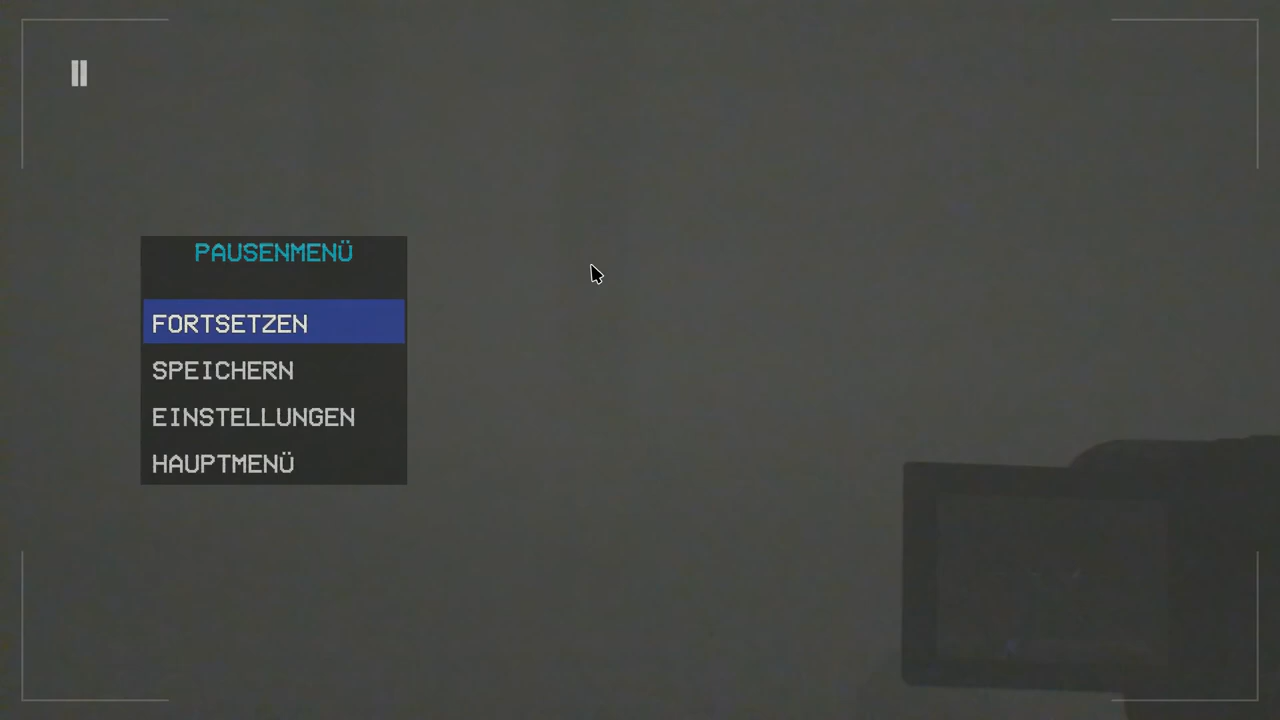 PAUSENMENÜ
FORTSETZEN
SPEICHERN
EINSTELLUNGEN
HAUPTMENÜ